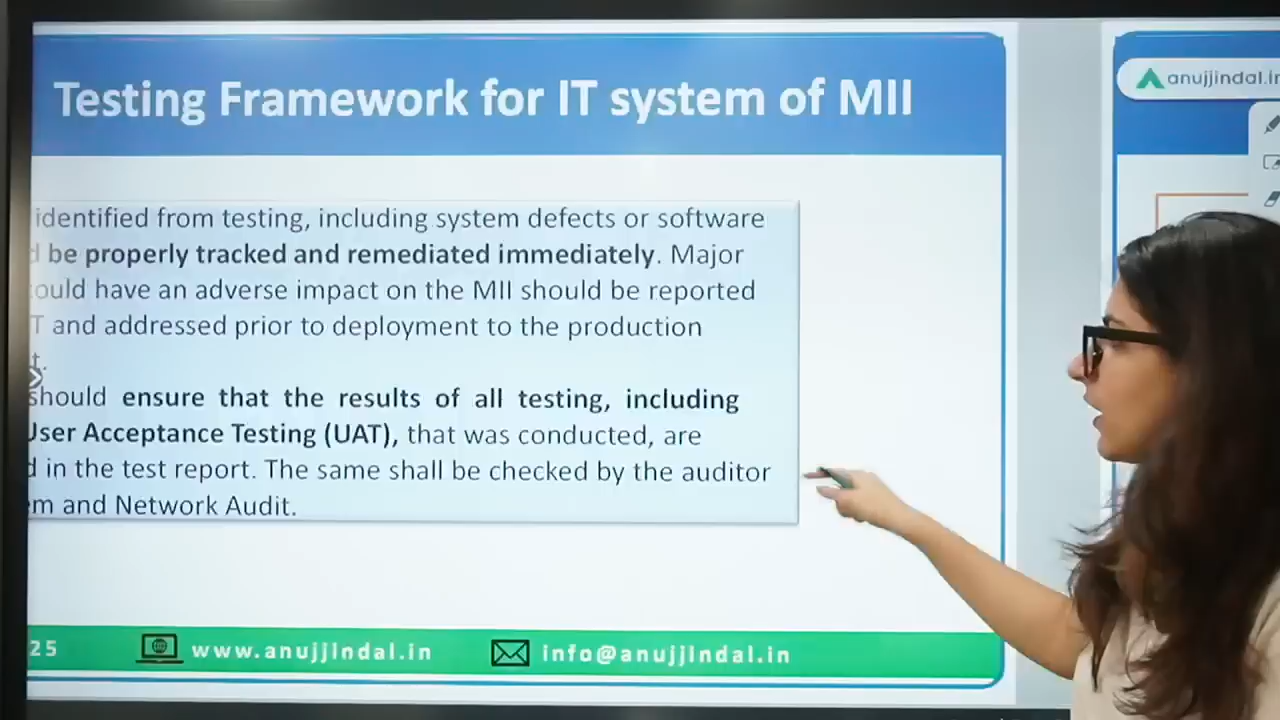 Testing Framework for IT system of MII
anujjindal.in
identified from testing, including system defects or software
be properly tracked and remediated immediately. Major
ould have an adverse impact on the MII should be reported
T and addressed prior to deployment to the production
t.
should ensure that the results of all testing, including
User Acceptance Testing (UAT), that was conducted, are
d in the test report. The same shall be checked by the auditor
em and Network Audit.
25
www.anujjindal.in
info@anujjindal.in